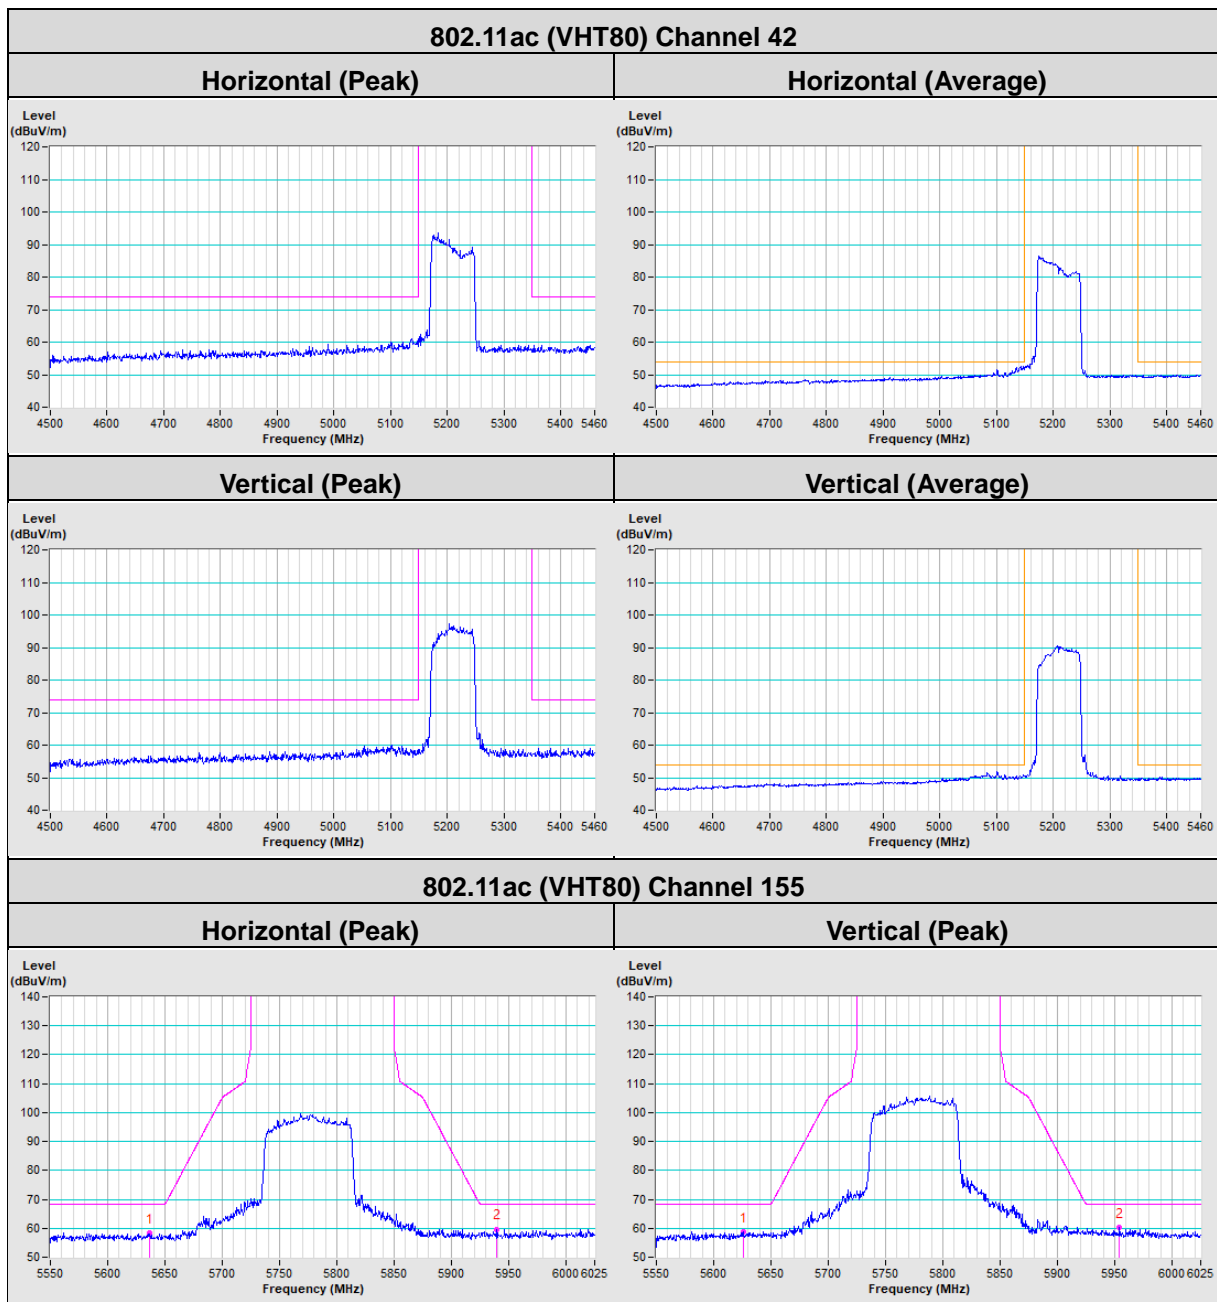 802.11ac (VHT80) Channel 42
Horizontal (Peak) Horizontal (Average)
Level Level
(dBuV/m) (dBuV/m)
120 120
110 110
100 100
90 90
80 80
70 70
60 60
50 50
40 40
4500 4600 4700 4800 4900 5000 5100 5200 5300 5400 5460 4500 4600 4700 4800 4900 5000 5100 5200 5300 5400 5460
Frequency (MHz) Frequency (MHz)
Vertical (Peak) Vertical (Average)
Level Level
(dBuV/m) (dBuV/m)
120 120
110 110
100 100
90 90
80 80
70 70
60 60
50 50
40 40
4500 4600 4700 4800 4900 5000 5100 5200 5300 5400 5460 4500 4600 4700 4800 4900 5000 5100 5200 5300 5400 5460
Frequency (MHz) Frequency (MHz)
802.11ac (VHT80) Channel 155
Horizontal (Peak) Vertical (Peak)
Level Level
(dBuV/m) (dBuV/m)
140 140
130 130
120 120
110 110
100 100
90 90
80 80
70 70
1 2 1 2
60 60
50 50
5550 5600 5650 5700 5750 5800 5850 5900 5950 6000 6025 5550 5600 5650 5700 5750 5800 5850 5900 5950 6000 6025
Frequency (MHz) Frequency (MHz)